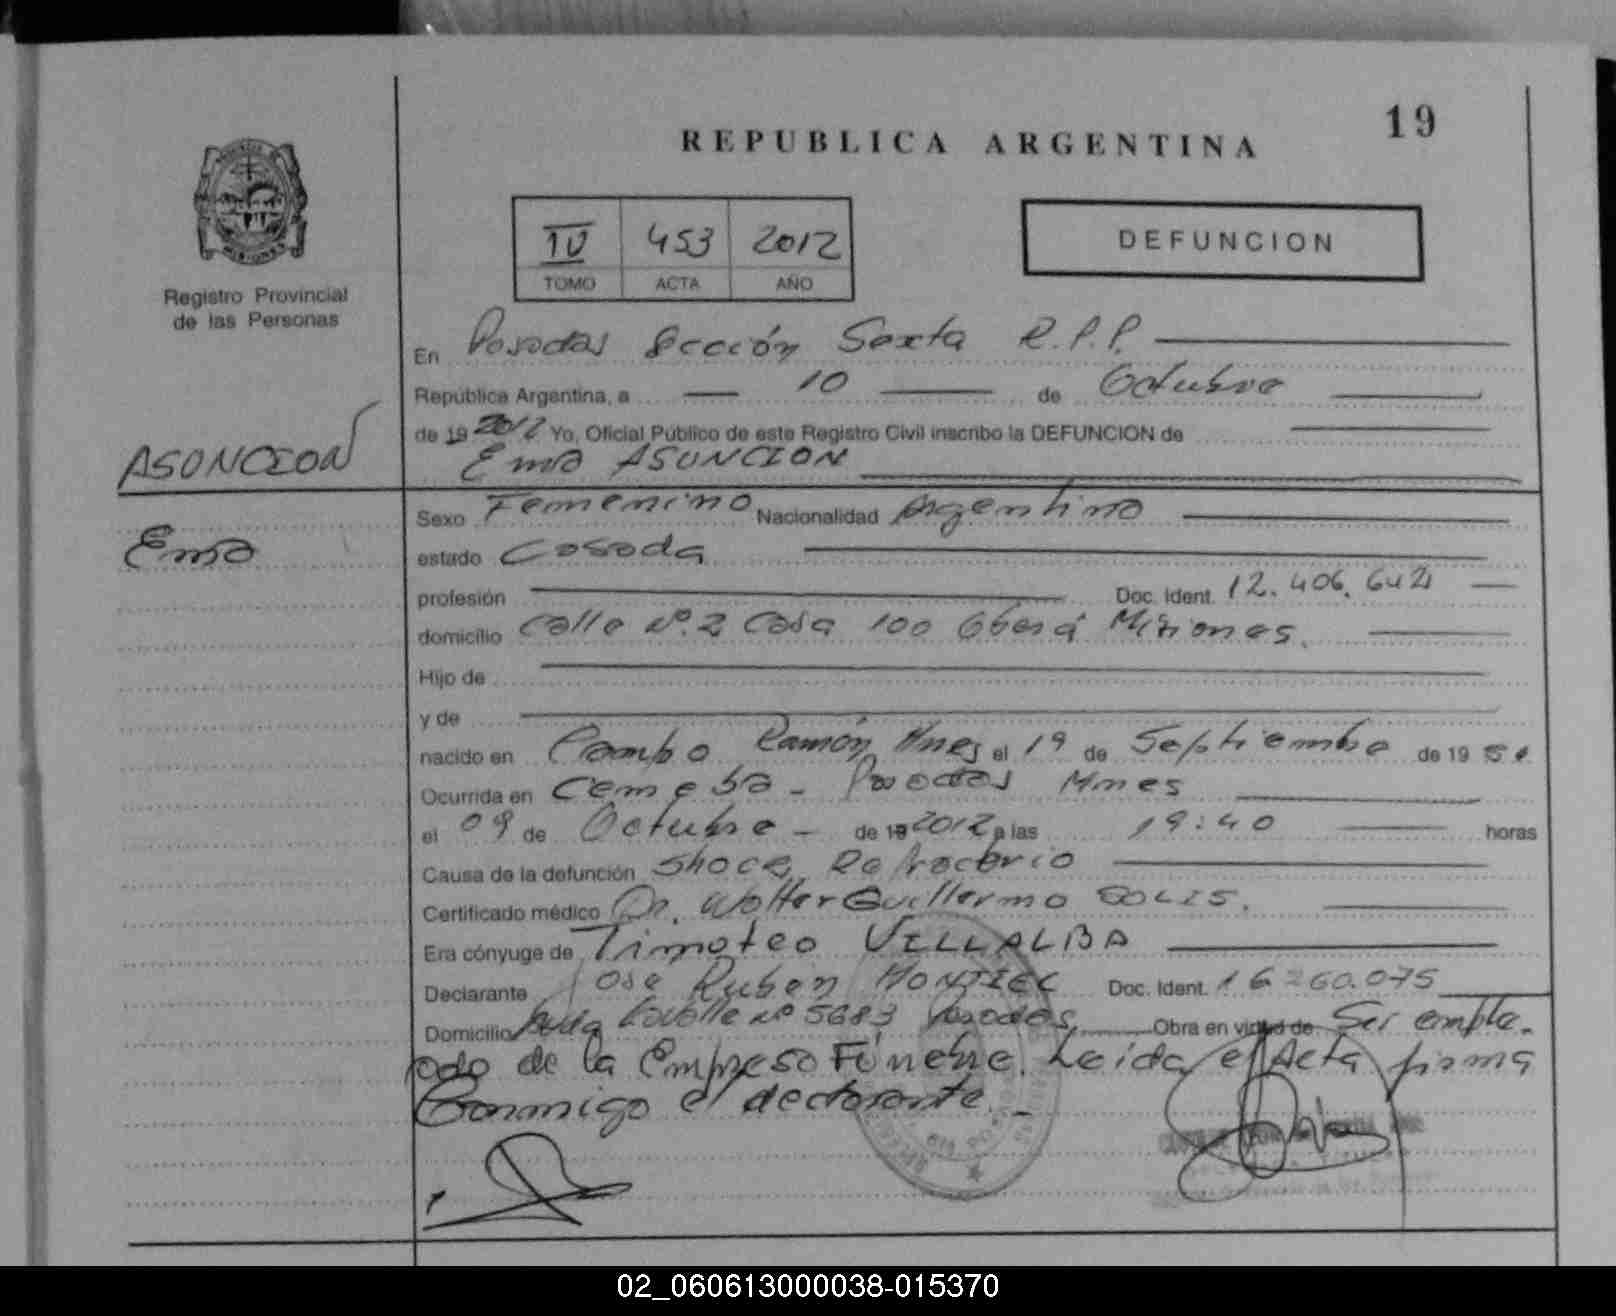 19
REPUBLICA ARGENTINA
IV 453 2012
TOMO ACTA AÑO
DEFUNCION
Registro Provincial
de las Personas
En Posadas Sección Sexta R.P.P.
República Argentina, a 10 de Octubre
de 19 2012 Yo, Oficial Público de este Registro Civil inscribo la DEFUNCION de
ASUNCION
Ema ASUNCION
Ema
Sexo Femenino Nacionalidad Argentina
estado Casada
profesión Doc. Ident. 12.406.642
domicilio Calle Nº.2 Casa 100 Oberá Misiones.
Hijo de
y de
nacido en Campo Ramón Mnes el 19 de Septiembre de 19
Ocurrida en Posadas Mnes
el 09 de Octubre - de 19 2012 a las 19:40 horas
Causa de la defunción Shock Refractario
Certificado médico Dr. Walter Guillermo SOLIS.
Era cónyuge de Timoteo VILLALBA
Declarante José Ruben MONTIEL Doc. Ident. 16.260.075
Domicilio Avda Lavalle Nº 5683 Posadas, Obra en virtud de Ser emple-
ado de la Empresa Fúnebre. Leída el Acta firma
Conmigo el declarante. -
02_060613000038-015370